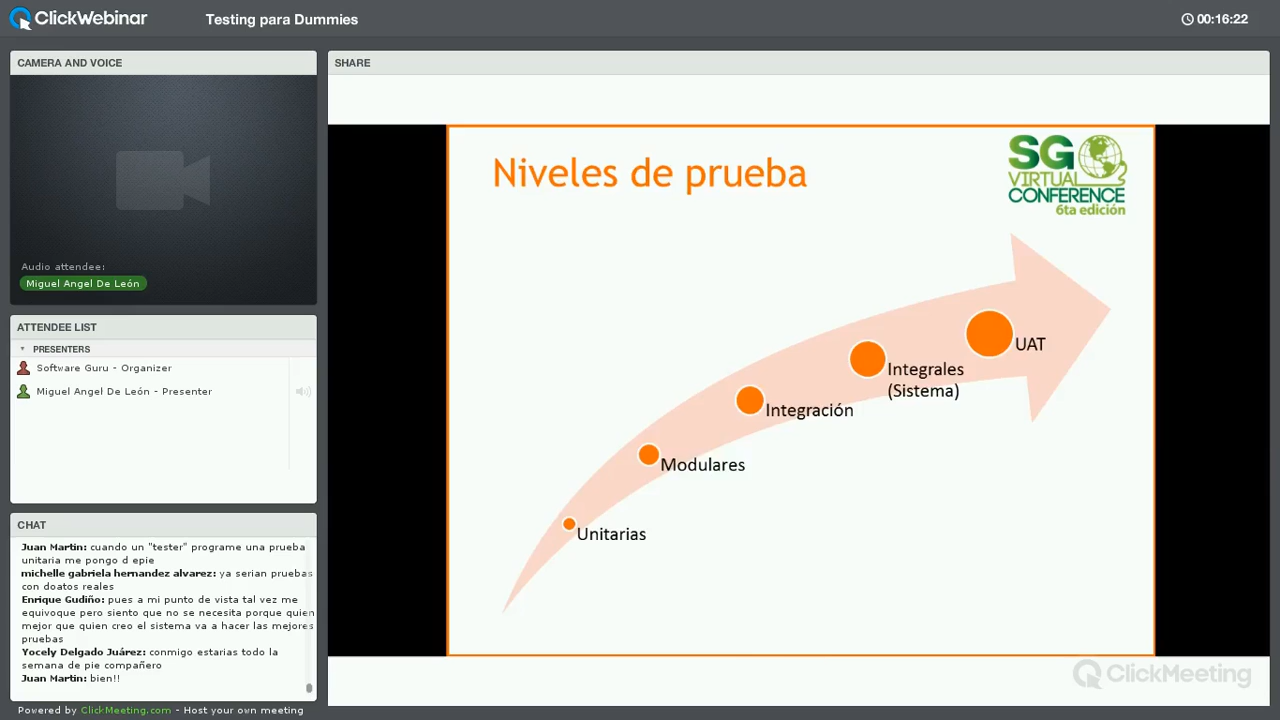 ClickWebinar
Testing para Dummies
00:16:22
CAMERA AND VOICE
Audio attendee:
Miguel Angel De León
ATTENDEE LIST
PRESENTERS
Software Guru - Organizer
Miguel Angel De León - Presenter
CHAT
Juan Martin: cuando un "tester" programe una prueba
unitaria me pongo d epie
michelle gabriela hernandez alvarez: ya serian pruebas
con doatos reales
Enrique Gudiño: pues a mi punto de vista tal vez me
equivoque pero siento que no se necesita porque quien
mejor que quien creo el sistema va a hacer las mejores
pruebas
Yocely Delgado Juárez: conmigo estarias todo la
semana de pie compañero
Juan Martin: bien!!
Powered by ClickMeeting.com - Host your own meeting
SHARE
Niveles de prueba
SG
VIRTUAL
CONFERENCE
6ta edición
UAT
Integrales
(Sistema)
Integración
Modulares
Unitarias
ClickMeeting